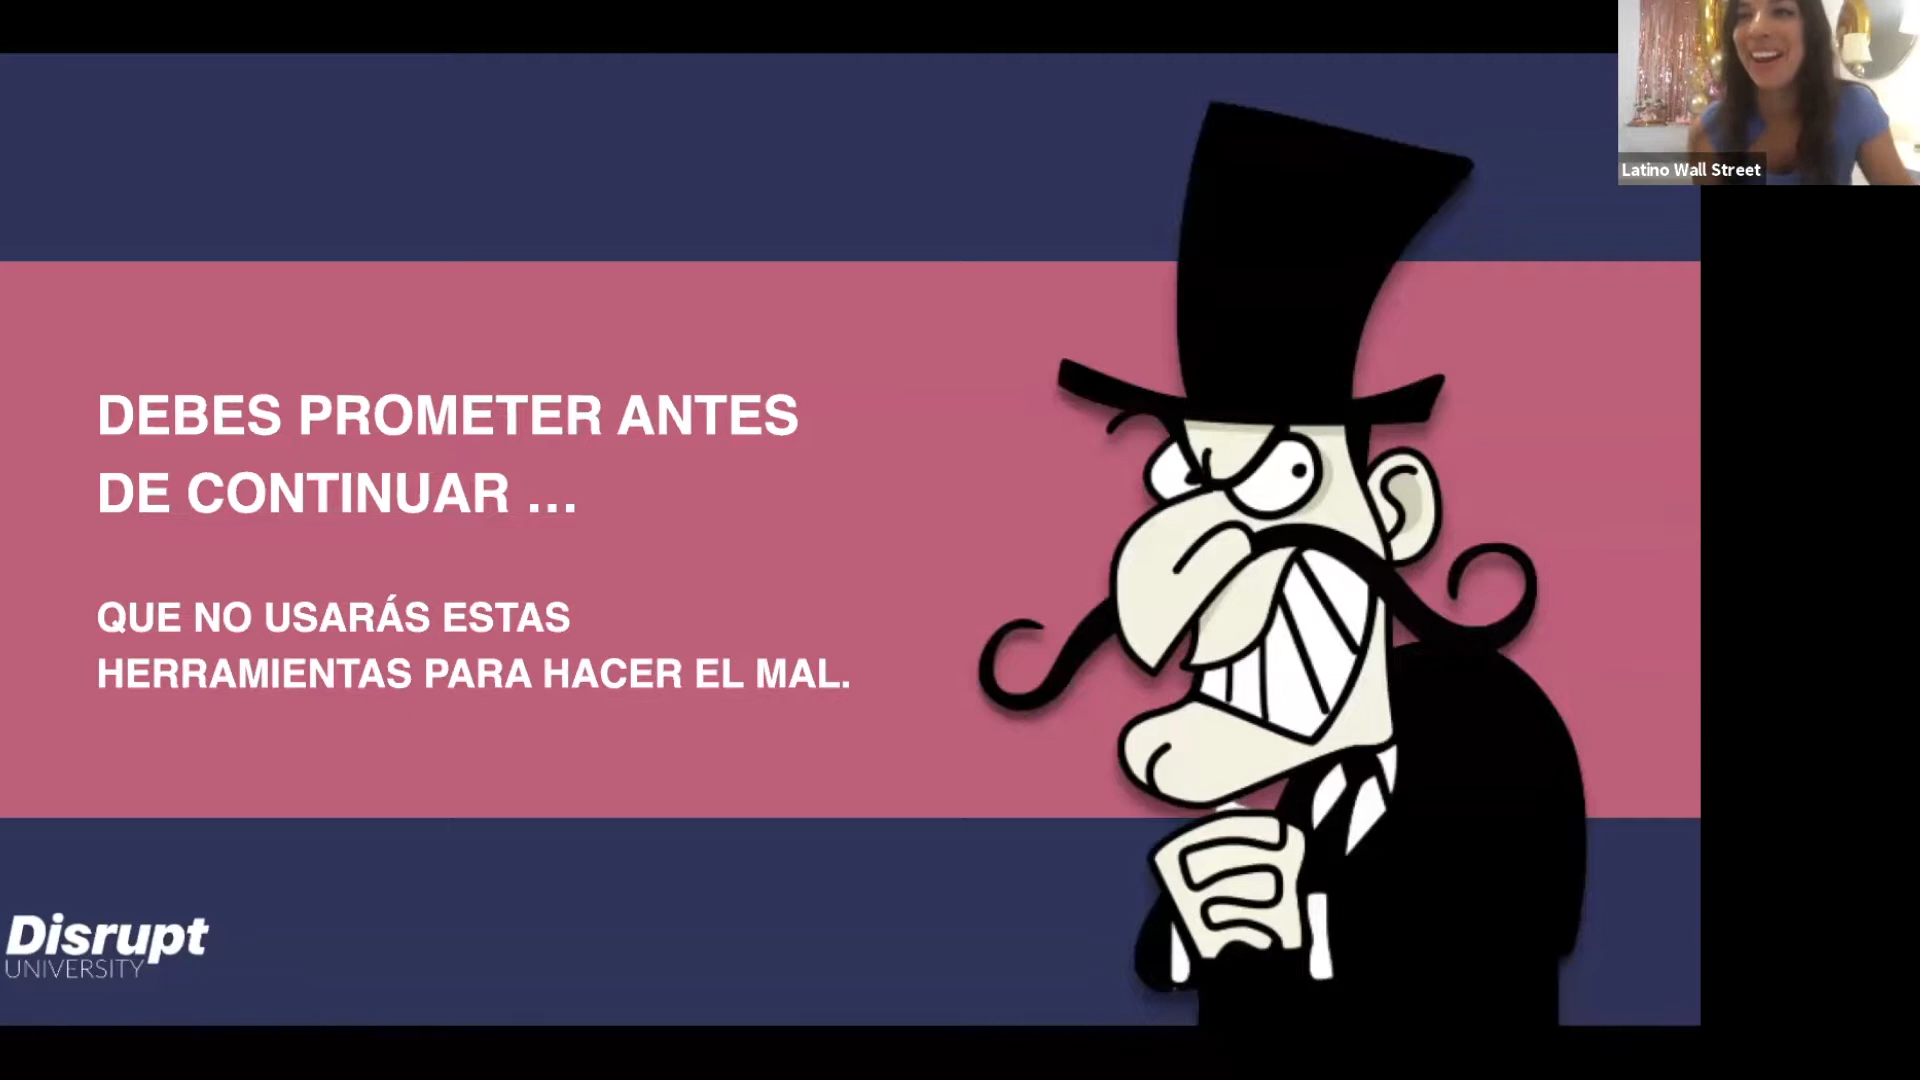 Latino Wall Street
DEBES PROMETER ANTES
DE CONTINUAR ...
QUE NO USARÁS ESTAS
HERRAMIENTAS PARA HACER EL MAL.
Disrupt
UNIVERSITY